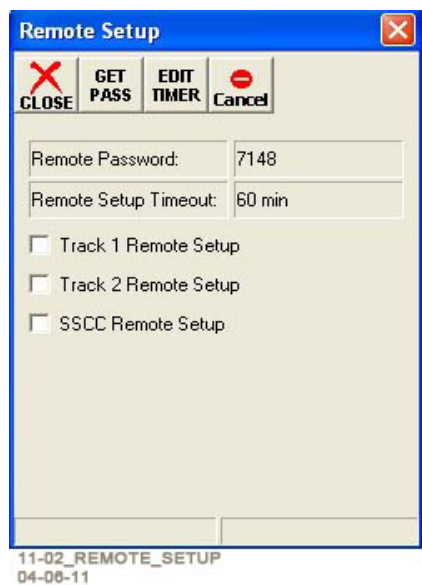 Remote Setup
CLOSE
GET PASS
EDIT TIMER
Cancel
Remote Password: 7148
Remote Setup Timeout: 60 min
Track 1 Remote Setup
Track 2 Remote Setup
SSCC Remote Setup
11-02_REMOTE_SETUP
04-06-11